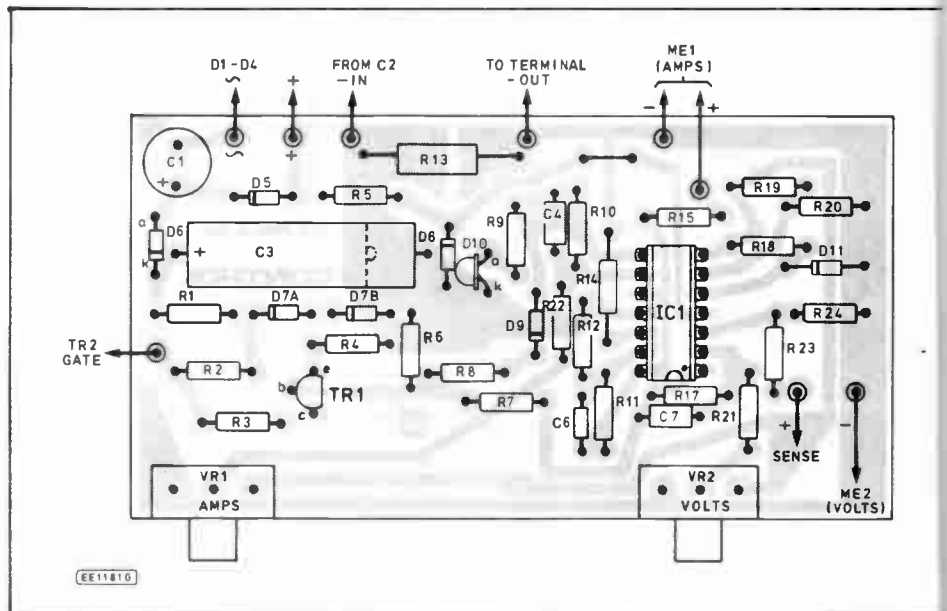 D1-D4 FROM C2 TO TERMINAL ME1
∼ + -IN -OUT (AMPS)
- +
C1
+
∼ + R13
R19
D5 R5 R20
a D6 R9 C4 R10 R15
k + C3 D8 D10 a R18 D11
k
R14
R1 D7A D7B R22 R12 IC1 R24
D9
R4 R6 R23
TR2
GATE
R2 R8
e
b TR1
c
R7 R17
R3 C6 R11 C7 R21
+ -
SENSE
VR1 VR2 ME2
AMPS VOLTS (VOLTS)
EE1181G